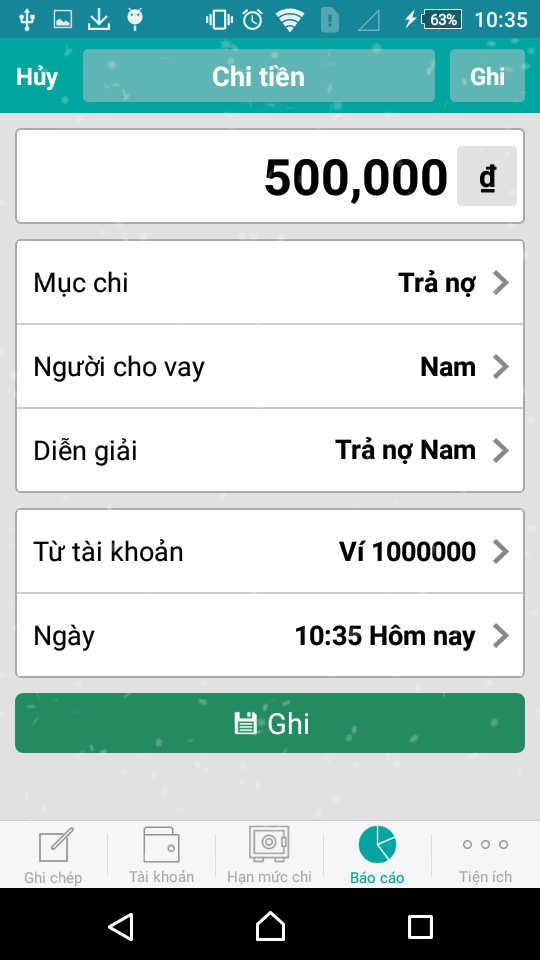 63% 10:35
Hủy Chi tiền Ghi
500,000 ₫
Mục chi Trả nợ
Người cho vay Nam
Diễn giải Trả nợ Nam
Từ tài khoản Ví 1000000
Ngày 10:35 Hôm nay
Ghi
Ghi chép Tài khoản Hạn mức chi Báo cáo Tiện ích